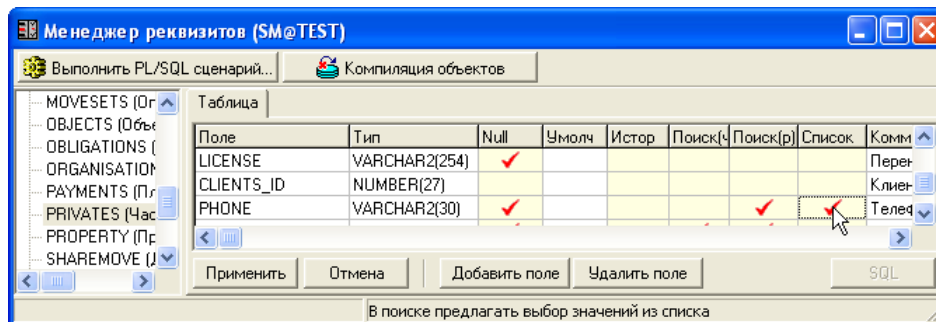 Менеджер реквизитов (SM@TEST)
Выполнить PL/SQL сценарий... Компиляция объектов
MOVESETS (Оп
OBJECTS (Объе
OBLIGATIONS (
ORGANISATION
PAYMENTS (Пл
PRIVATES (Час
PROPERTY (Пр
SHAREMOVE (Д
Таблица
Поле Тип Null Умолч Истор Поиск(ч Поиск(р) Список Комм
LICENSE VARCHAR2(254) Перен
CLIENTS_ID NUMBER(27) Клиен
PHONE VARCHAR2(30) Телеф
Применить Отмена Добавить поле Удалить поле SQL
В поиске предлагать выбор значений из списка